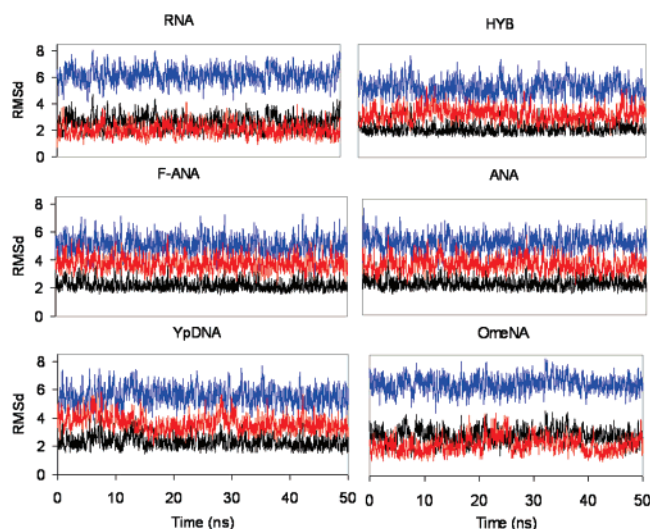 RNA HYB
RMSd 8 6 4 2 0
F-ANA ANA
RMSd 8 6 4 2 0
YpDNA OmeNA
RMSd 8 6 4 2 0
0 10 20 30 40 50 0 10 20 30 40 50
Time (ns) Time (ns)